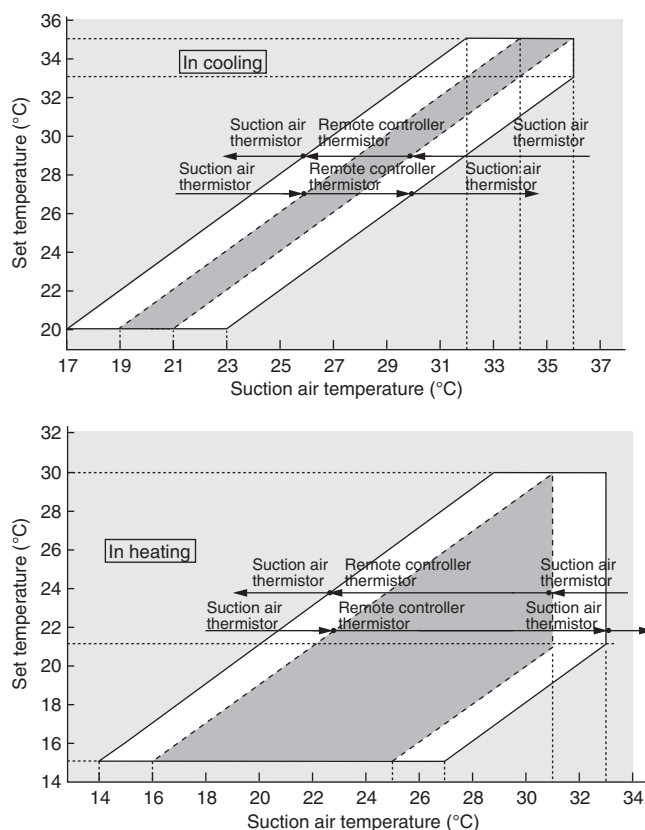 36
34
32
30
28
26
24
22
20
18
Set temperature (°C)
In cooling
Suction air Remote controller Suction air
thermistor thermistor thermistor
Suction air Remote controller Suction air
thermistor thermistor thermistor
17 19 21 23 25 27 29 31 33 35 37
Suction air temperature (°C)
32
30
28
26
24
22
20
18
16
14
Set temperature (°C)
In heating
Suction air Remote controller Suction air
thermistor thermistor thermistor
Suction air Remote controller Suction air
thermistor thermistor thermistor
14 16 18 20 22 24 26 28 30 32 34
Suction air temperature (°C)